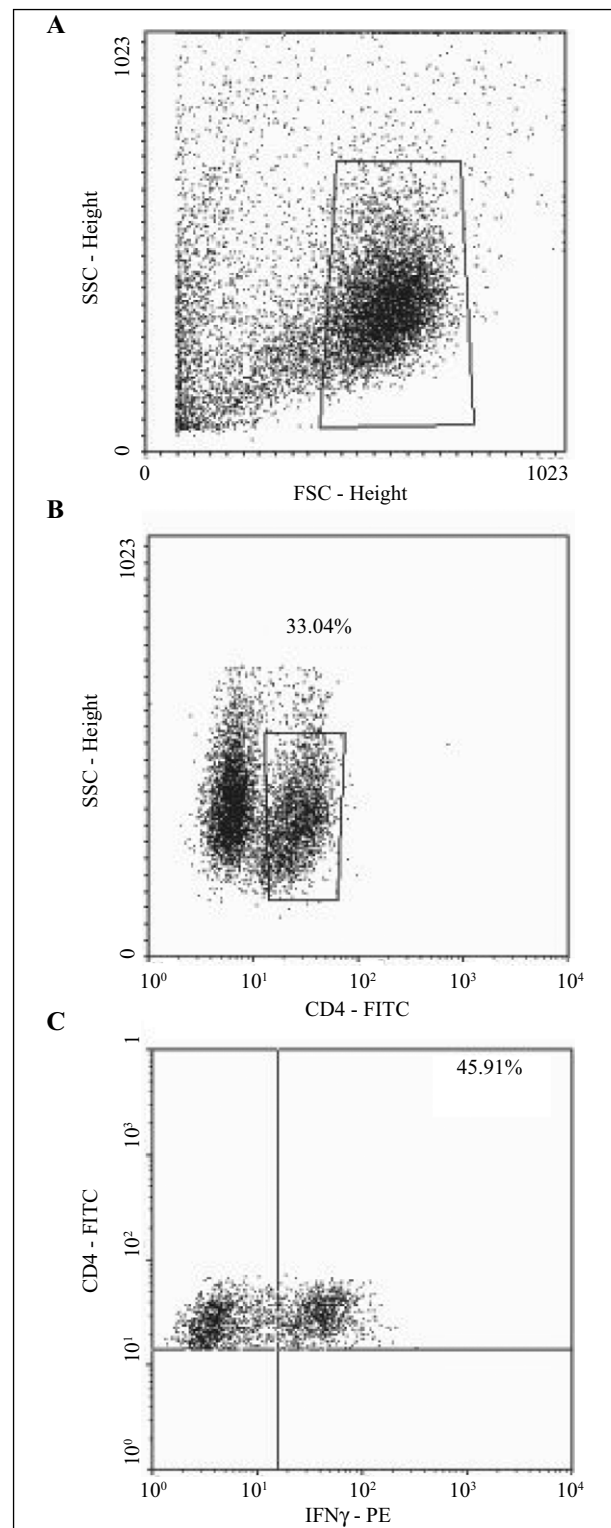 A
1023
SSC - Height
0
0
1023
FSC - Height
B
1023
33.04%
SSC - Height
0
10⁰
10¹
10²
10³
10⁴
CD4 - FITC
C
1
45.91%
10³
CD4 - FITC
10²
10¹
10⁰
10⁰
10¹
10²
10³
10⁴
IFNγ - PE